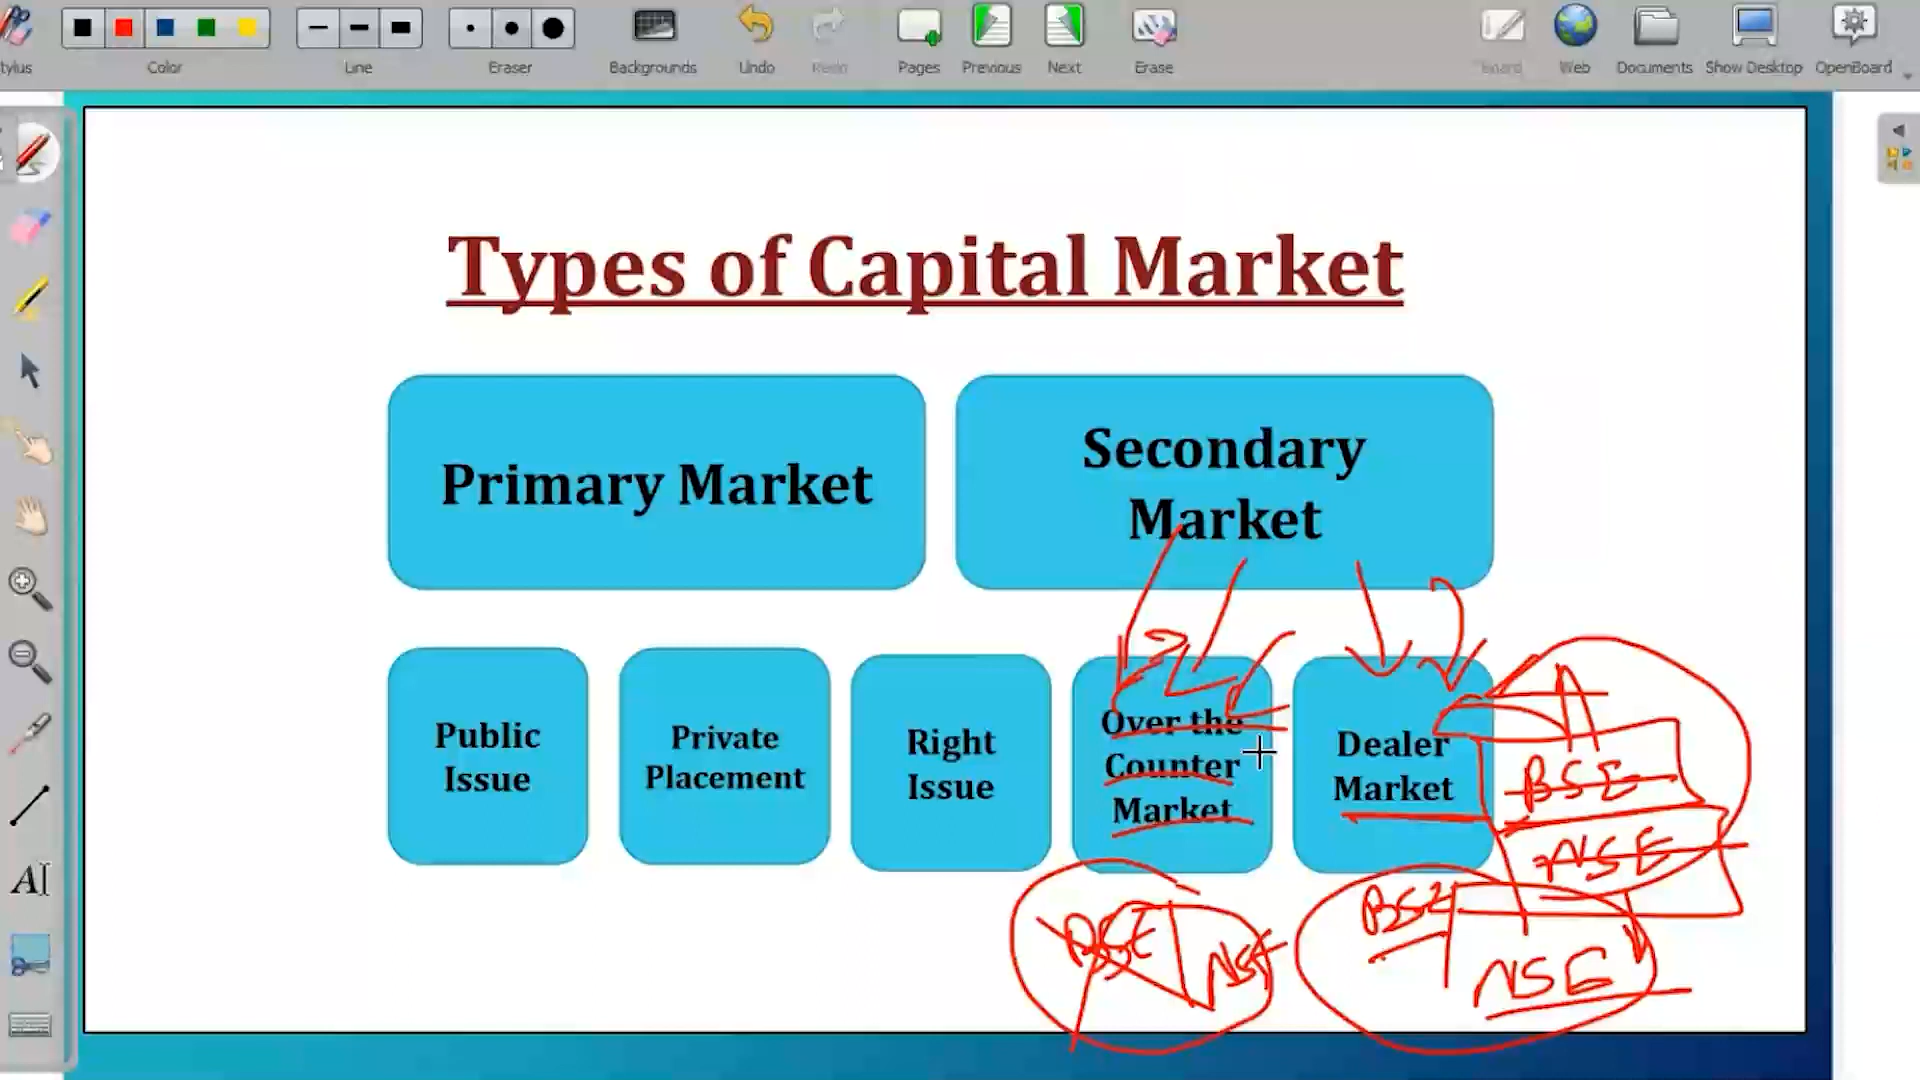 tylus
Color
Line
Eraser
Backgrounds
Undo
Redo
Pages
Previous
Next
Erase
Board
Web
Documents
Show Desktop
OpenBoard
Types of Capital Market
Primary Market
Secondary
Market
Public
Issue
Private
Placement
Right
Issue
Over the
Counter
Market
Dealer
Market
BSE
NSE
BSE
NSE
BSE
NSE
AI